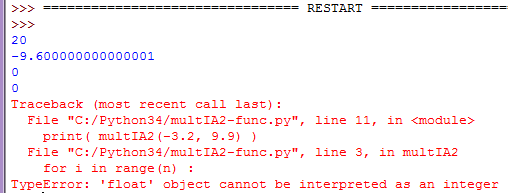 >>> ================================ RESTART ================================
>>>
20
-9.600000000000001
0
0
Traceback (most recent call last):
  File "C:/Python34/multIA2-func.py", line 11, in <module>
    print( multIA2(-3.2, 9.9) )
  File "C:/Python34/multIA2-func.py", line 3, in multIA2
    for i in range(n) :
TypeError: 'float' object cannot be interpreted as an integer